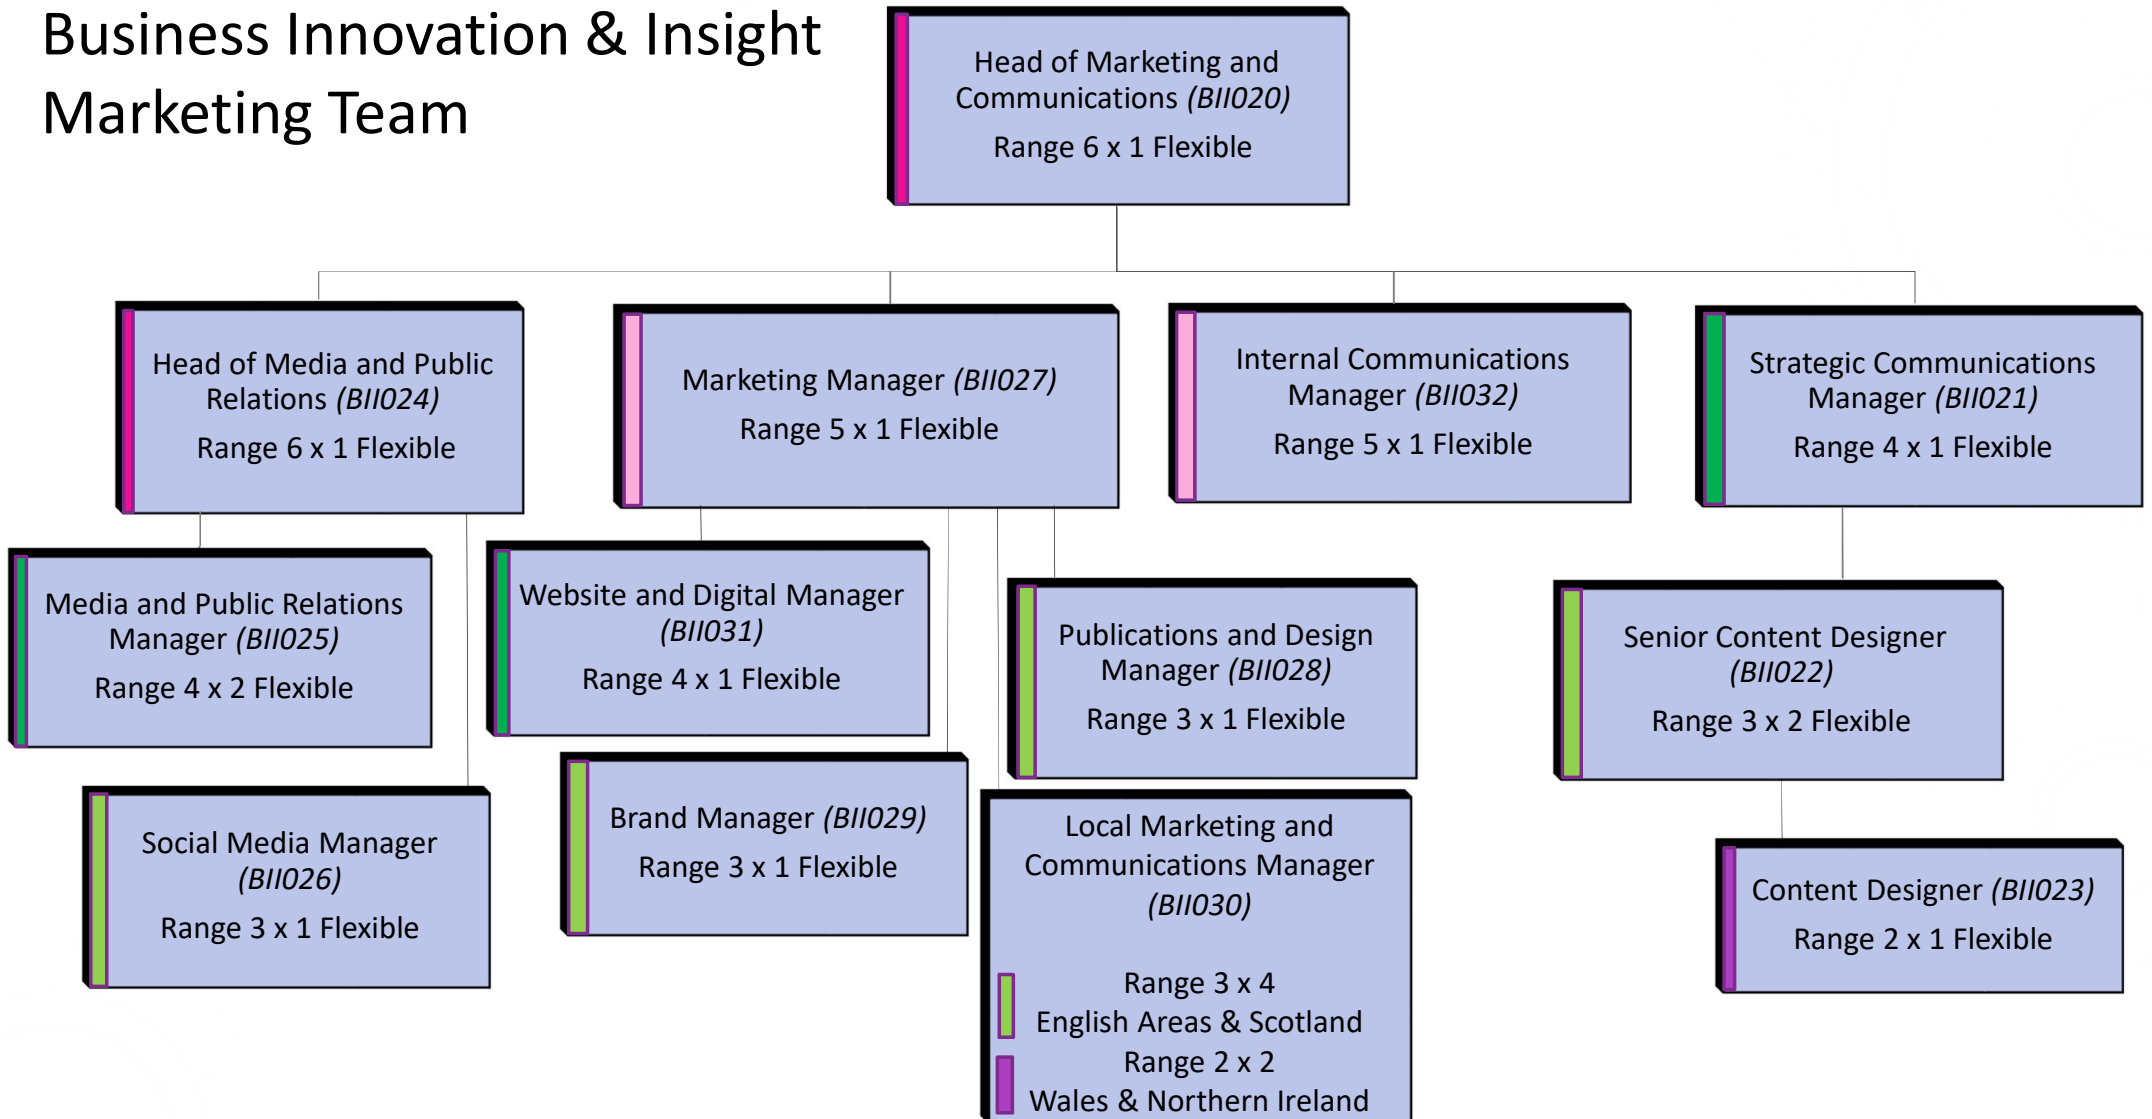 Business Innovation & Insight
Marketing Team
Head of Marketing and
Communications (BII020)
Range 6 x 1 Flexible
Head of Media and Public
Relations (BII024)
Range 6 x 1 Flexible
Marketing Manager (BII027)
Range 5 x 1 Flexible
Internal Communications
Manager (BII032)
Range 5 x 1 Flexible
Strategic Communications
Manager (BII021)
Range 4 x 1 Flexible
Media and Public Relations
Manager (BII025)
Range 4 x 2 Flexible
Website and Digital Manager
(BII031)
Range 4 x 1 Flexible
Publications and Design
Manager (BII028)
Range 3 x 1 Flexible
Senior Content Designer
(BII022)
Range 3 x 2 Flexible
Social Media Manager
(BII026)
Range 3 x 1 Flexible
Brand Manager (BII029)
Range 3 x 1 Flexible
Local Marketing and
Communications Manager
(BII030)
Range 3 x 4
English Areas & Scotland
Range 2 x 2
Wales & Northern Ireland
Content Designer (BII023)
Range 2 x 1 Flexible